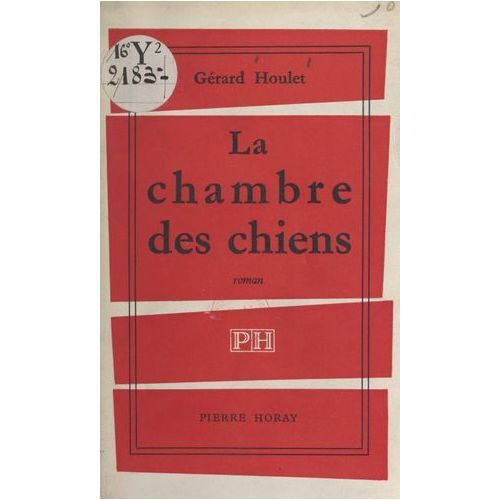 16° Y²
2183
Gérard Houlet
La
chambre
des chiens
roman
PH
PIERRE HORAY